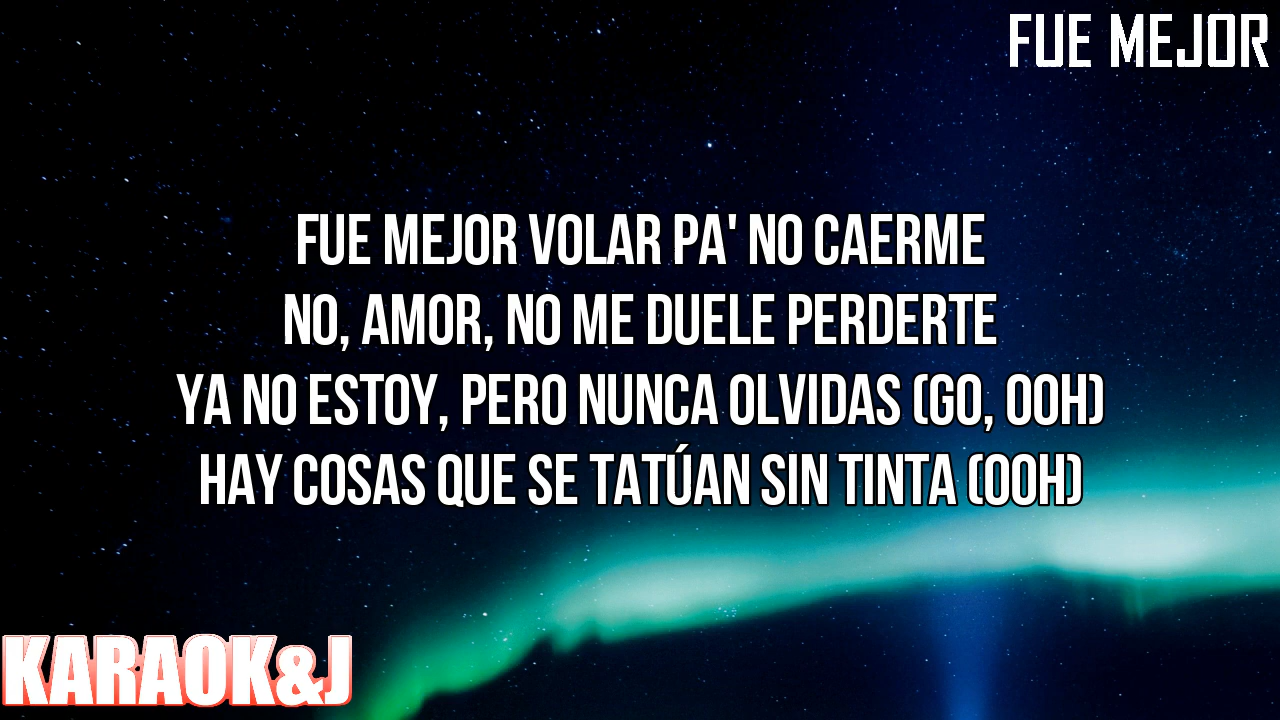 FUE MEJOR
FUE MEJOR VOLAR PA' NO CAERME
NO, AMOR, NO ME DUELE PERDERTE
YA NO ESTOY, PERO NUNCA OLVIDAS (GO, OOH)
HAY COSAS QUE SE TATÚAN SIN TINTA (OOH)
KARAOK&J